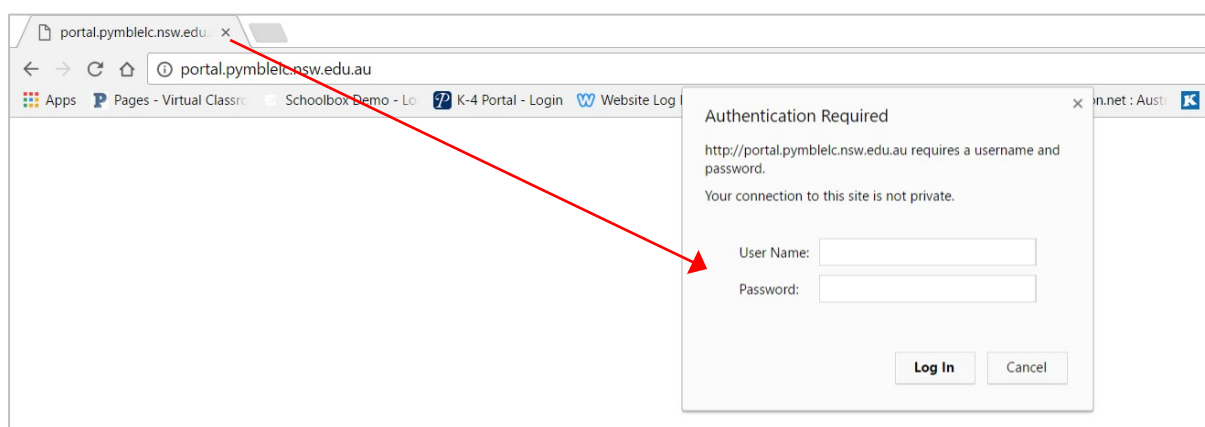 portal.pymblelc.nsw.edu.
portal.pymblelc.nsw.edu.au
Apps Pages - Virtual Classro Schoolbox Demo - Lo K-4 Portal - Login Website Log on.net : Austr
Authentication Required
http://portal.pymblelc.nsw.edu.au requires a username and
password.
Your connection to this site is not private.
User Name:
Password:
Log In Cancel